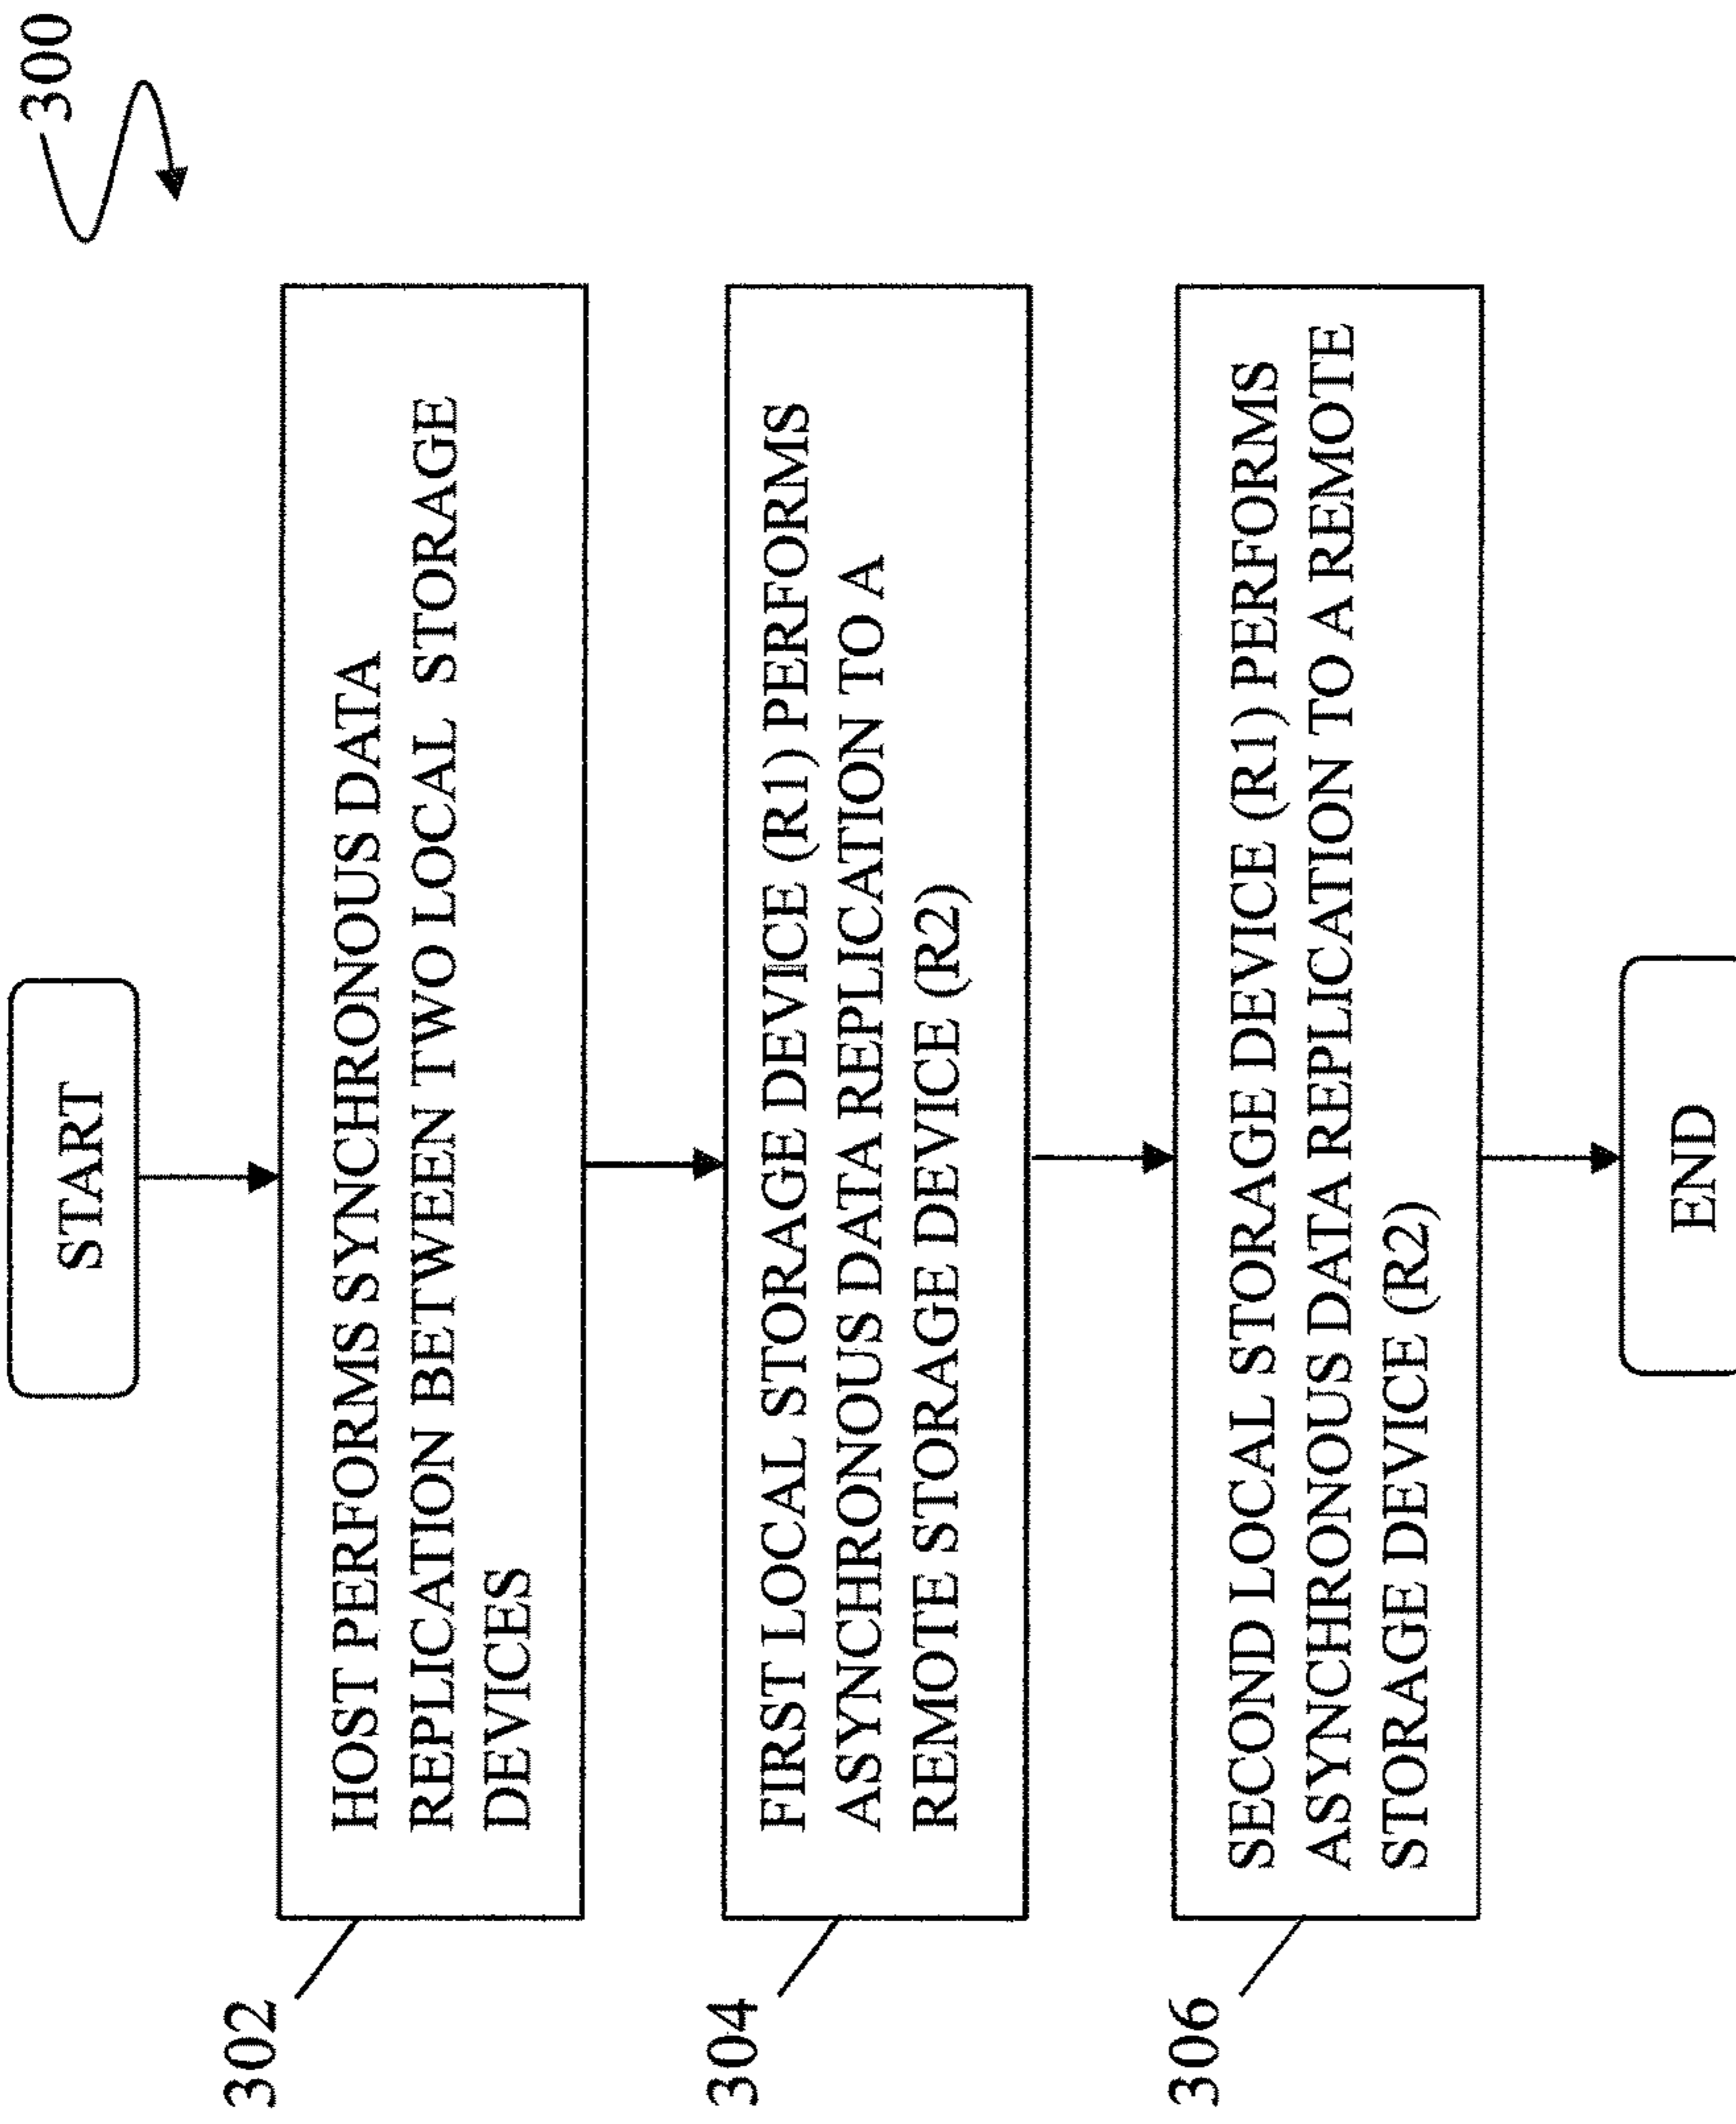 300
START
302
HOST PERFORMS SYNCHRONOUS DATA
REPLICATION BETWEEN TWO LOCAL STORAGE
DEVICES
304
FIRST LOCAL STORAGE DEVICE (R1) PERFORMS
ASYNCHRONOUS DATA REPLICATION TO A
REMOTE STORAGE DEVICE (R2)
306
SECOND LOCAL STORAGE DEVICE (R1) PERFORMS
ASYNCHRONOUS DATA REPLICATION TO A REMOTE
STORAGE DEVICE (R2)
END